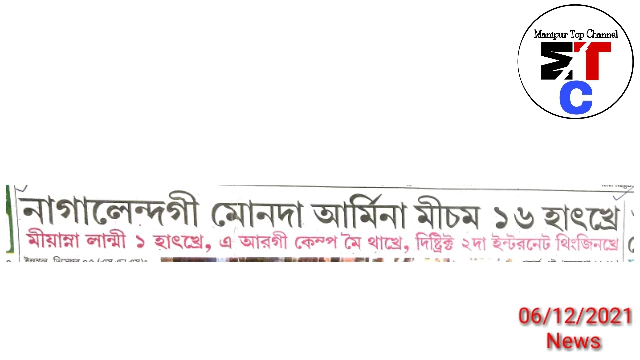 Manipur Top Channel
MTC
নাগালেন্দগী মোনদা আর্মিনা মীচম ১৬ হাৎখ্রে
মীয়াম্না লান্মী ১ হাৎখ্রে, এ আরগী কেম্প মৈ থাখ্রে, দিষ্ট্রিক্ট ২দা ইন্টরনেট থিংজিনখ্রে
06/12/2021
News